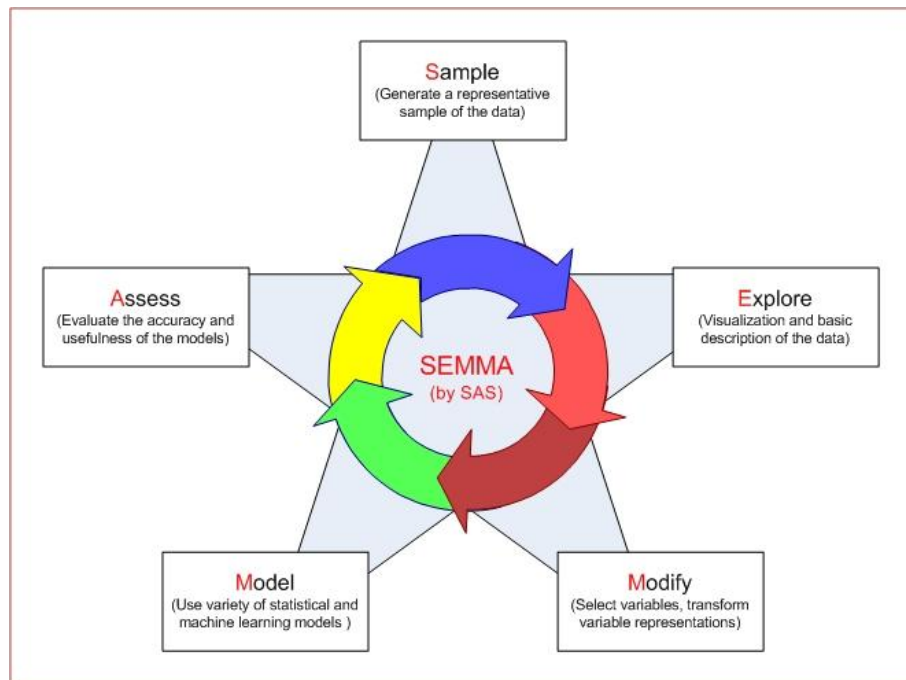 Sample
(Generate a representative
sample of the data)
Assess
(Evaluate the accuracy and
usefulness of the models)
Explore
(Visualization and basic
description of the data)
SEMMA
(by SAS)
Model
(Use variety of statistical and
machine learning models )
Modify
(Select variables, transform
variable representations)